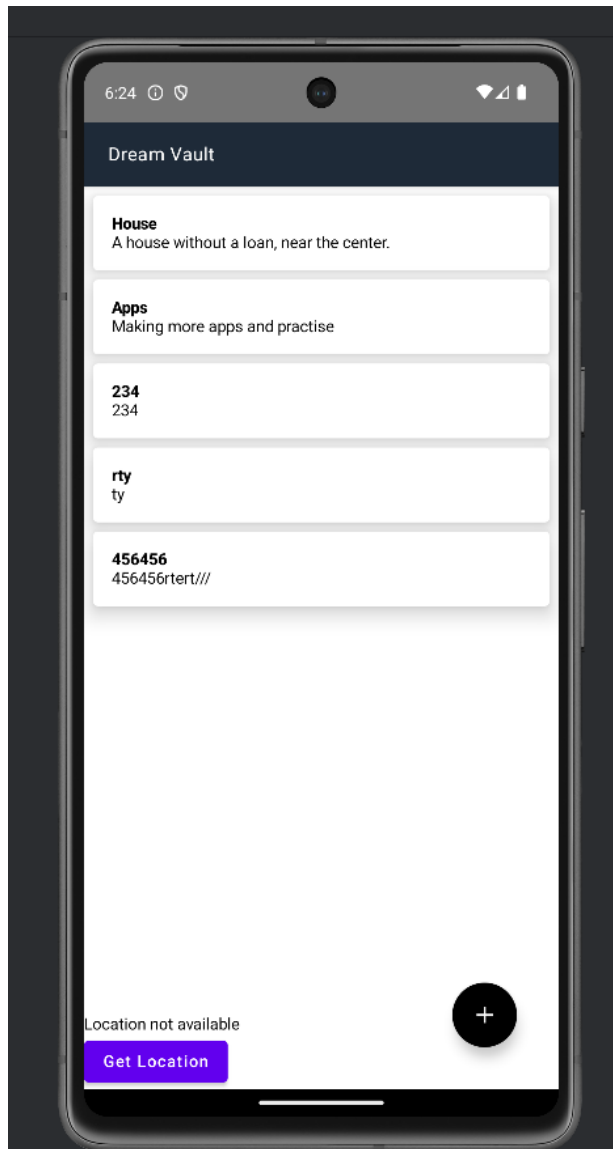 6:24
Dream Vault
House
A house without a loan, near the center.
Apps
Making more apps and practise
234
234
rty
ty
456456
456456rtert///
Location not available
Get Location